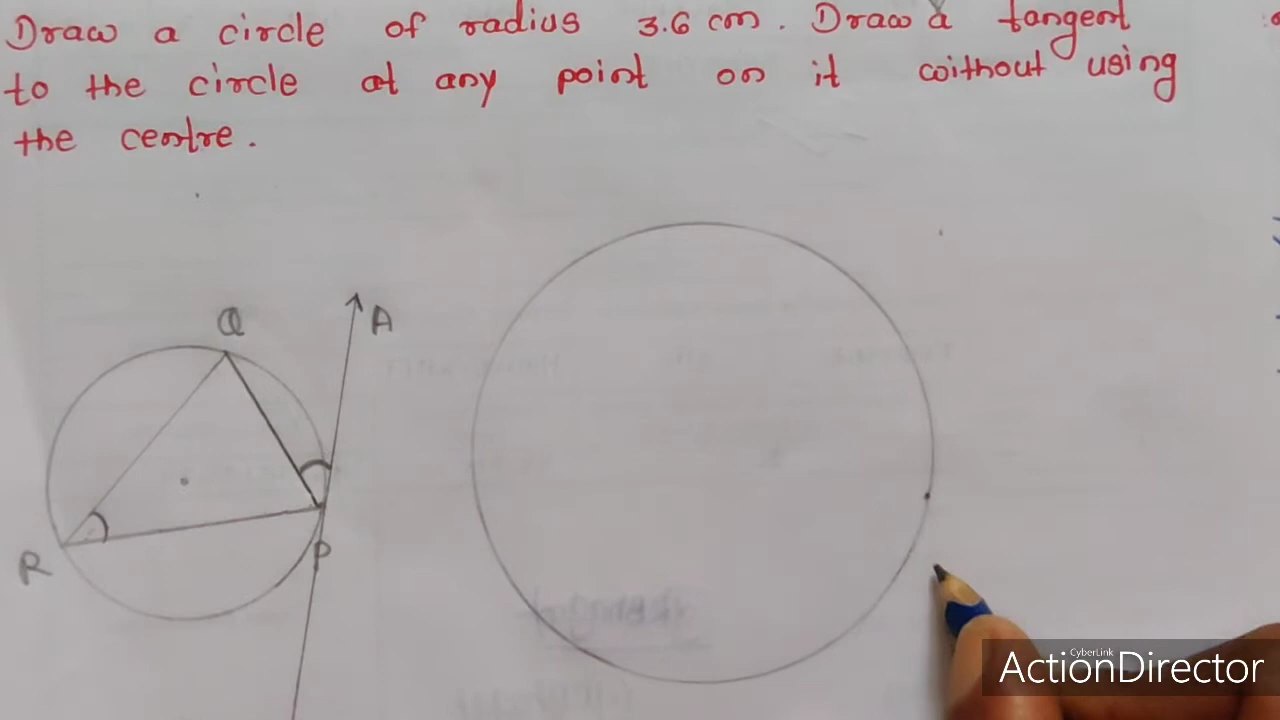 Draw a circle of radius 3.6 cm. Draw a tangent
to the circle at any point on it without using
the centre.
Q
A
R
P
CyberLink
ActionDirector